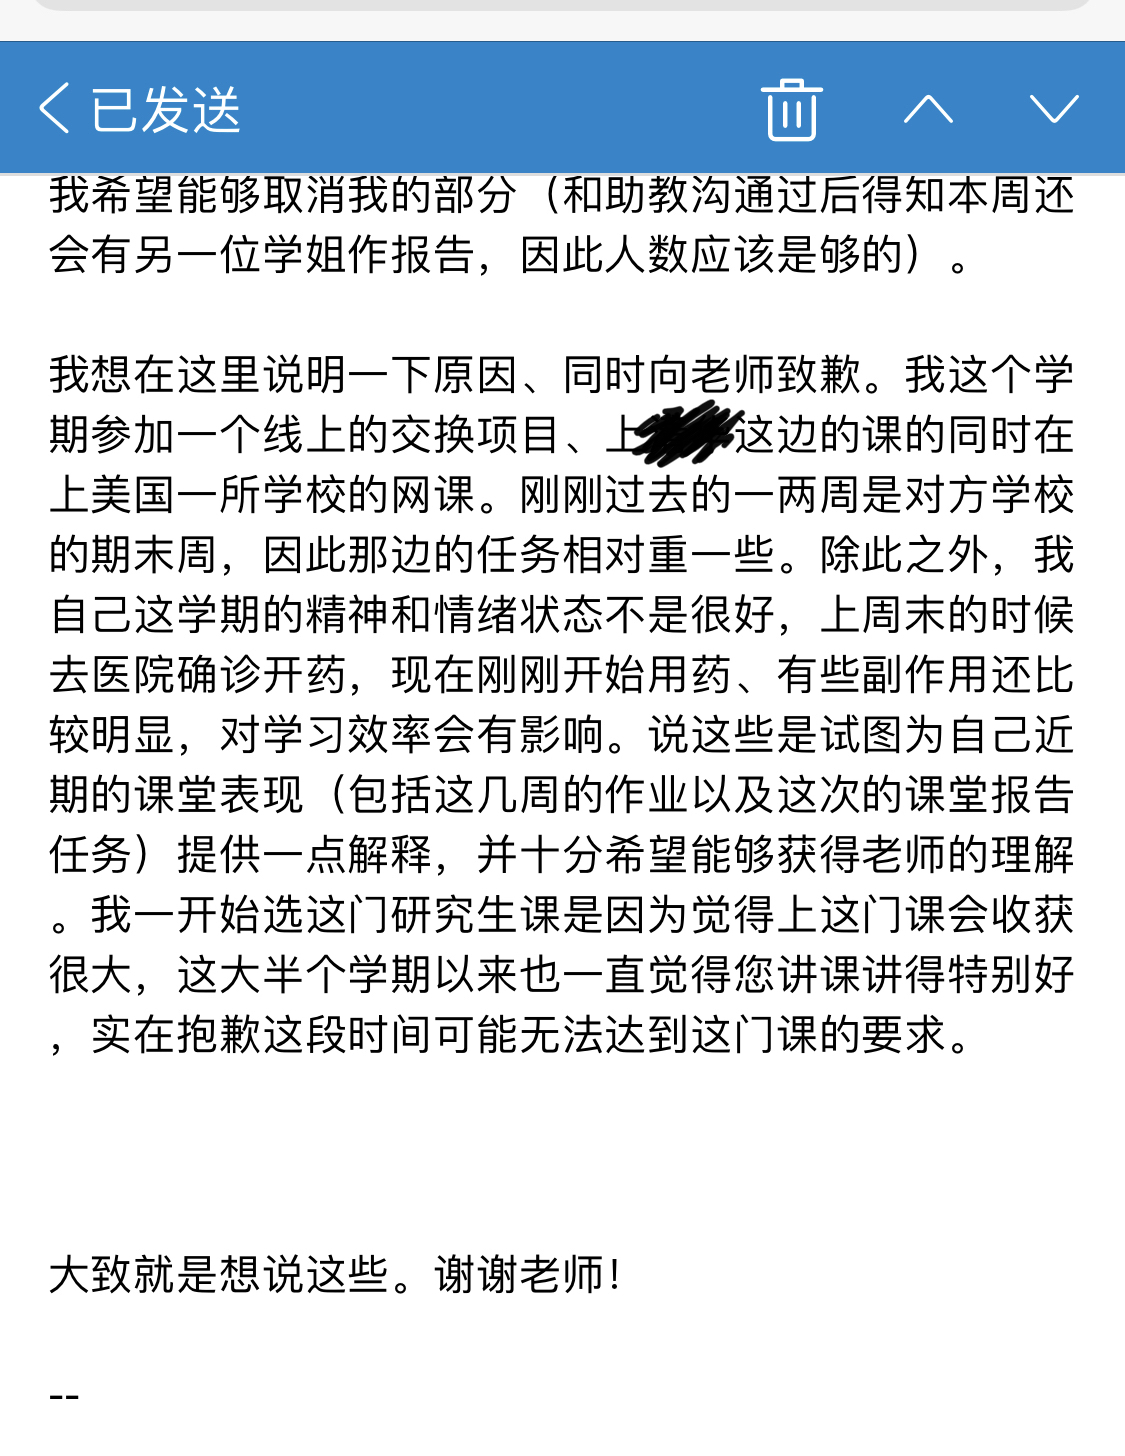 已发送
我希望能够取消我的部分（和助教沟通过后得知本周还
会有另一位学姐作报告，因此人数应该是够的）。
我想在这里说明一下原因、同时向老师致歉。我这个学
期参加一个线上的交换项目、上这边的课的同时在
上美国一所学校的网课。刚刚过去的一两周是对方学校
的期末周，因此那边的任务相对重一些。除此之外，我
自己这学期的精神和情绪状态不是很好，上周末的时候
去医院确诊开药，现在刚刚开始用药、有些副作用还比
较明显，对学习效率会有影响。说这些是试图为自己近
期的课堂表现（包括这几周的作业以及这次的课堂报告
任务）提供一点解释，并十分希望能够获得老师的理解
。我一开始选这门研究生课是因为觉得上这门课会收获
很大，这大半个学期以来也一直觉得您讲课讲得特别好
，实在抱歉这段时间可能无法达到这门课的要求。
大致就是想说这些。谢谢老师！
--